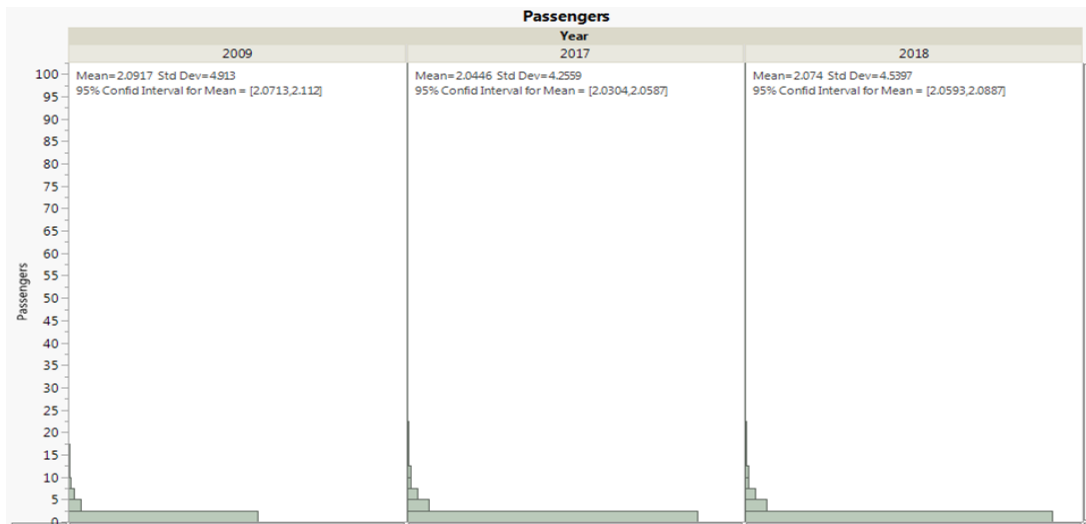 Passengers
Year
2009 2017 2018
Mean=2.0917 Std Dev=4.913
95% Confid Interval for Mean = [2.0713,2.112]
Mean=2.0446 Std Dev=4.2559
95% Confid Interval for Mean = [2.0304,2.0587]
Mean=2.074 Std Dev=4.5397
95% Confid Interval for Mean = [2.0593,2.0887]
Passengers
100
95
90
85
80
75
70
65
60
55
50
45
40
35
30
25
20
15
10
5
0